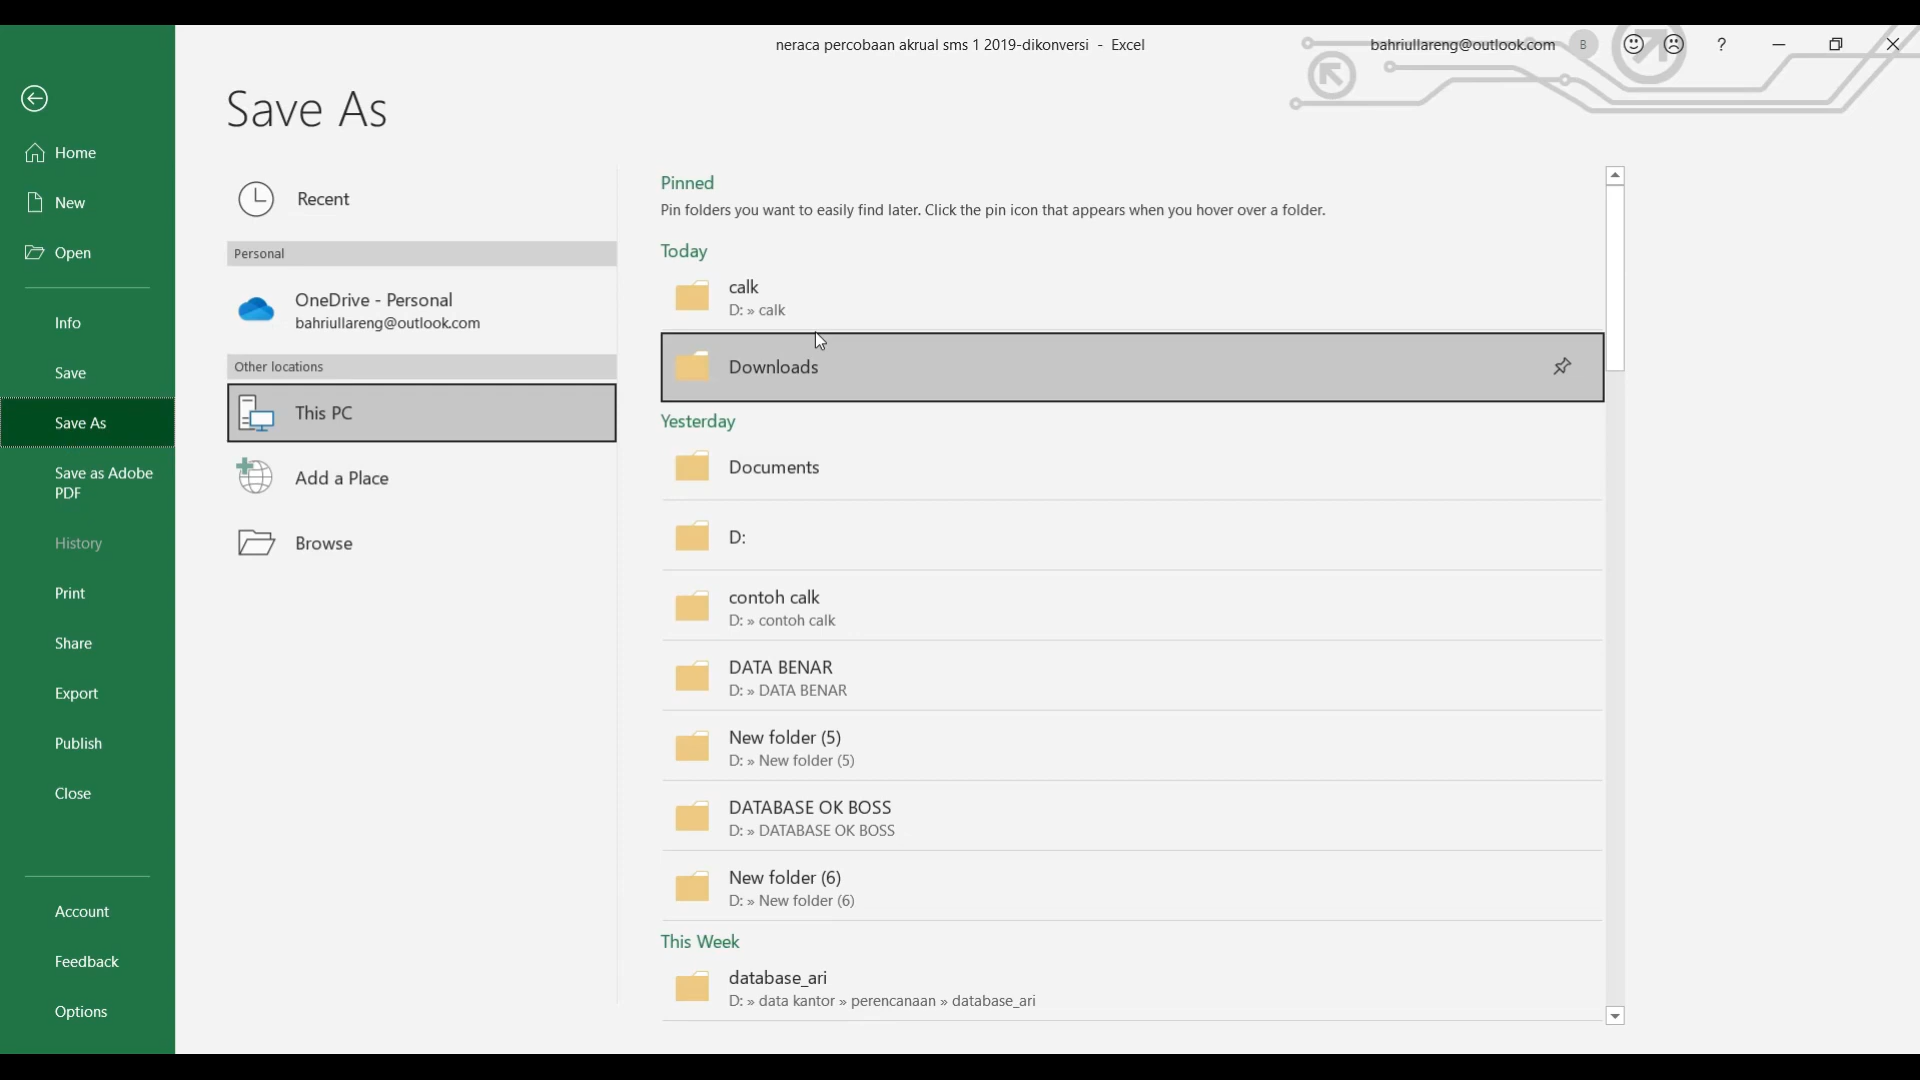 neraca percobaan akrual sms 1 2019-dikonversi - Excel
bahriullareng@outlook.com B ?
Save As
Home
New
Open
Info
Save
Save As
Save as Adobe
PDF
History
Print
Share
Export
Publish
Close
Account
Feedback
Options
Recent
Personal
OneDrive - Personal
bahriullareng@outlook.com
Other locations
This PC
Add a Place
Browse
Pinned
Pin folders you want to easily find later. Click the pin icon that appears when you hover over a folder.
Today
calk
D: » calk
Downloads
Yesterday
Documents
D:
contoh calk
D: » contoh calk
DATA BENAR
D: » DATA BENAR
New folder (5)
D: » New folder (5)
DATABASE OK BOSS
D: » DATABASE OK BOSS
New folder (6)
D: » New folder (6)
This Week
database_ari
D: » data kantor » perencanaan » database_ari